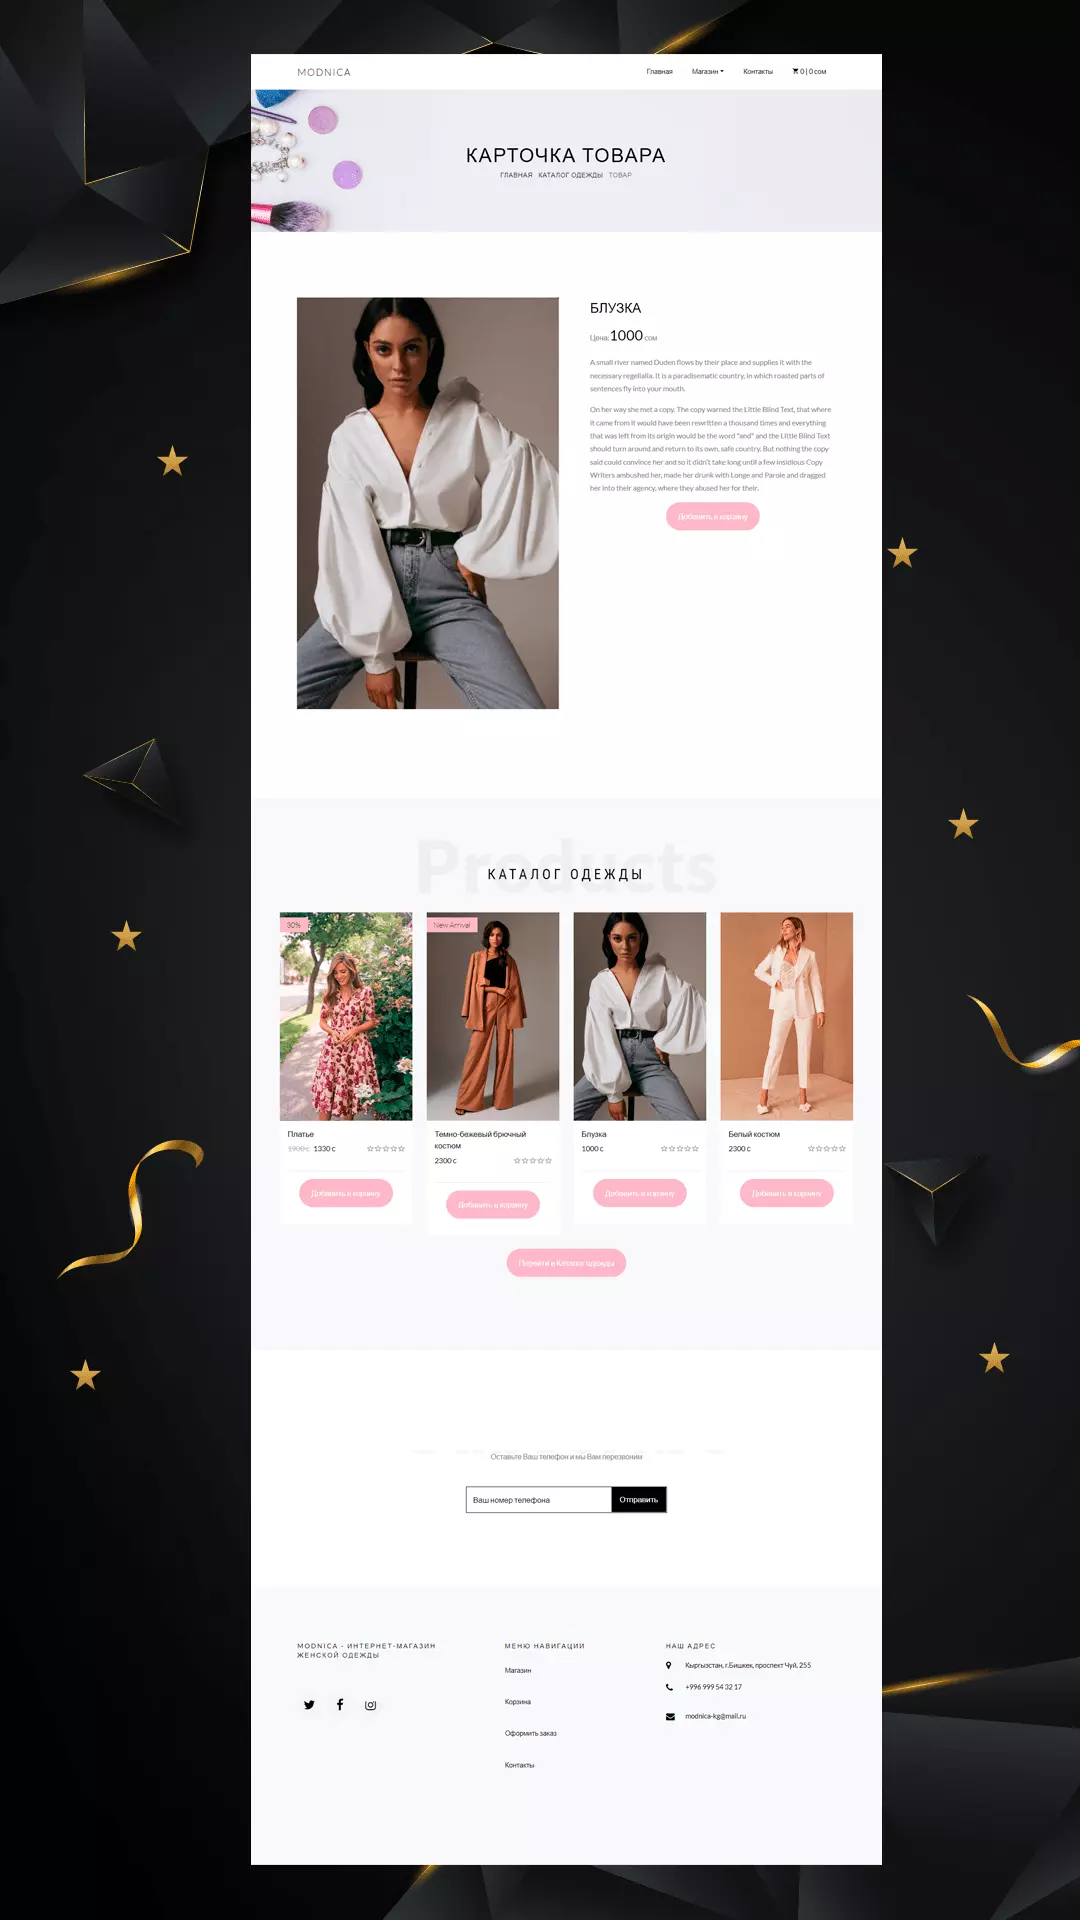 MODNICA
Главная
Магазин
Контакты
0 | 0 сом
КАРТОЧКА ТОВАРА
ГЛАВНАЯ КАТАЛОГ ОДЕЖДЫ ТОВАР
БЛУЗКА
Цена: 1000 сом
A small river named Duden flows by their place and supplies it with the
necessary regelialia. It is a paradisematic country, in which roasted parts of
sentences fly into your mouth.
On her way she met a copy. The copy warned the Little Blind Text, that where
it came from it would have been rewritten a thousand times and everything
that was left from its origin would be the word "and" and the Little Blind Text
should turn around and return to its own, safe country. But nothing the copy
said could convince her and so it didn't take long until a few insidious Copy
Writers ambushed her, made her drunk with Longe and Parole and dragged
her into their agency, where they abused her for their.
Добавить в корзину
Products
КАТАЛОГ ОДЕЖДЫ
30%
New Arrival
Платье
1900 с 1330 с
Добавить в корзину
Темно-бежевый брючный
костюм
2300 с
Добавить в корзину
Блузка
1000 с
Добавить в корзину
Белый костюм
2300 с
Добавить в корзину
Перейти в Каталог одежды
Оставьте Ваш телефон и мы Вам перезвоним
Ваш номер телефона
Отправить
MODNICA - ИНТЕРНЕТ-МАГАЗИН
ЖЕНСКОЙ ОДЕЖДЫ
МЕНЮ НАВИГАЦИИ
Магазин
Корзина
Оформить заказ
Контакты
НАШ АДРЕС
Кыргызстан, г.Бишкек, проспект Чуй, 255
+996 999 54 32 17
modnica-kg@mail.ru